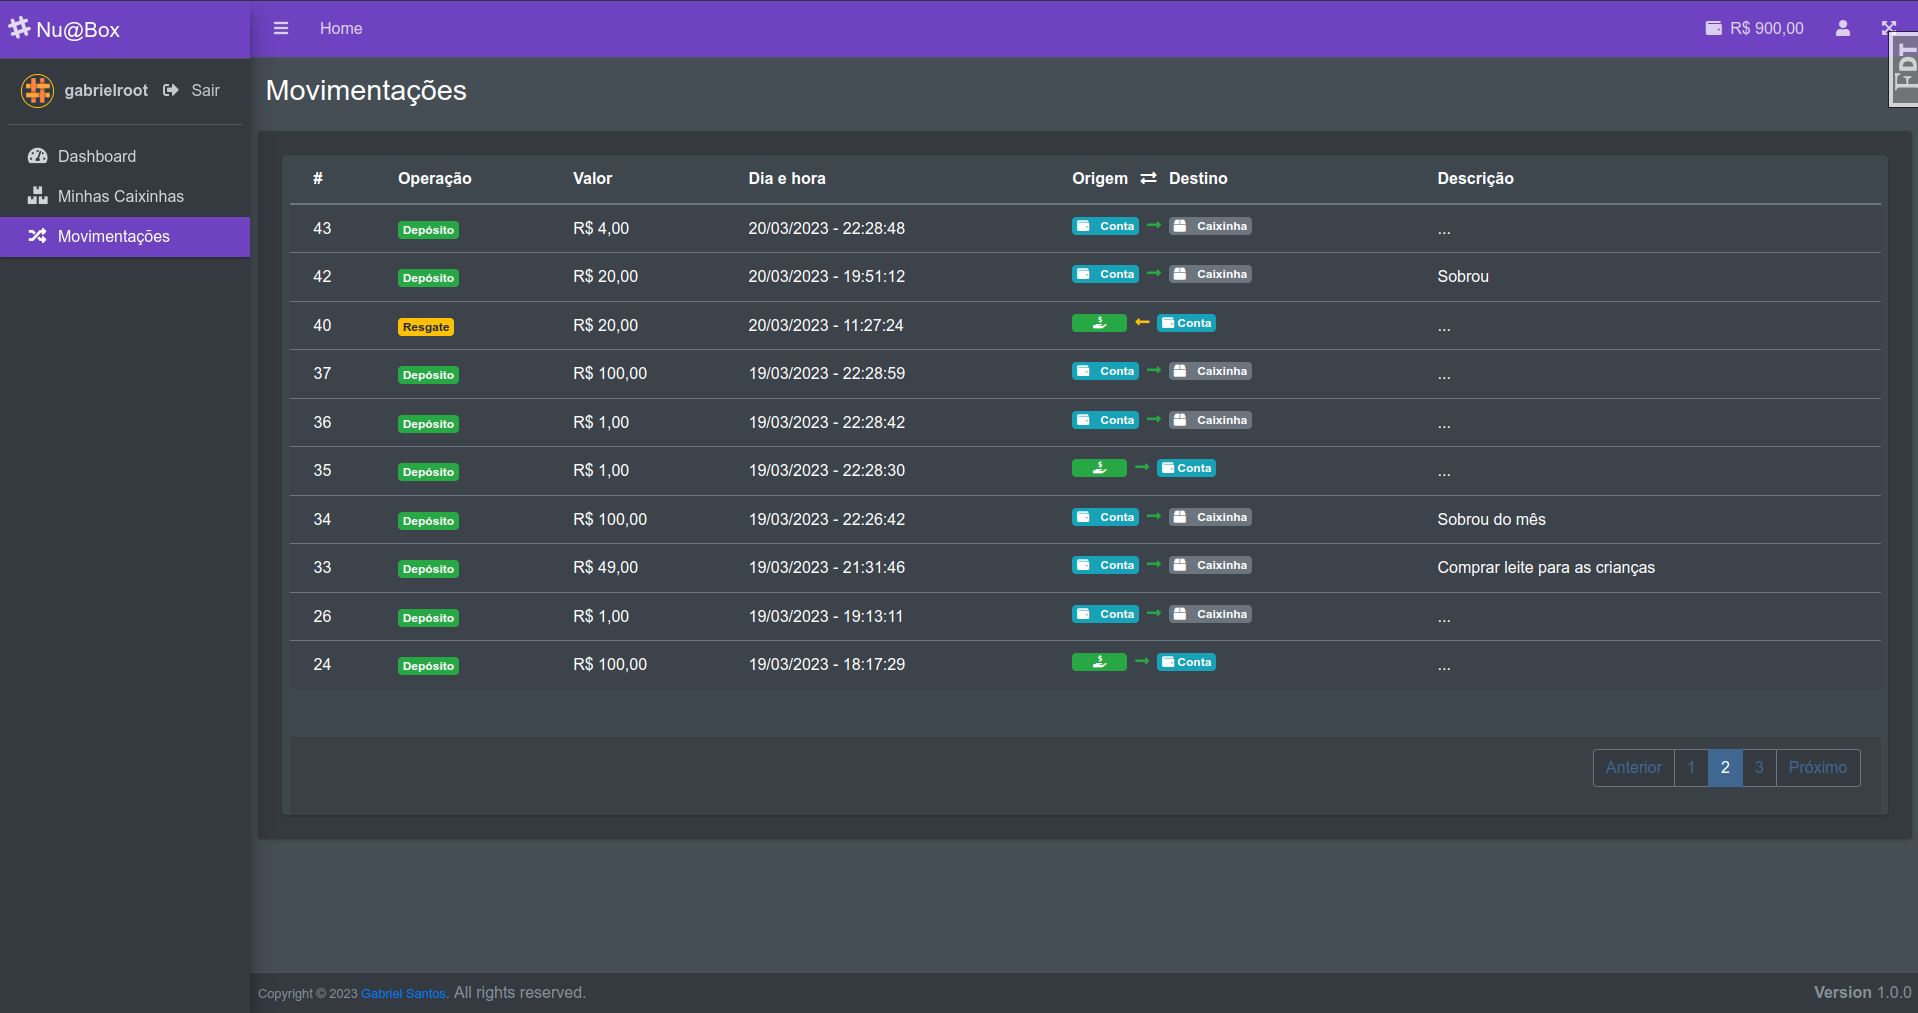 Nu@Box
Home
R$ 900,00
DT
gabrielroot Sair
Dashboard
Minhas Caixinhas
Movimentações
Movimentações
# Operação Valor Dia e hora Origem Destino Descrição
43 Depósito R$ 4,00 20/03/2023 - 22:28:48 Conta Caixinha ...
42 Depósito R$ 20,00 20/03/2023 - 19:51:12 Conta Caixinha Sobrou
40 Resgate R$ 20,00 20/03/2023 - 11:27:24 Conta ...
37 Depósito R$ 100,00 19/03/2023 - 22:28:59 Conta Caixinha ...
36 Depósito R$ 1,00 19/03/2023 - 22:28:42 Conta Caixinha ...
35 Depósito R$ 1,00 19/03/2023 - 22:28:30 Conta ...
34 Depósito R$ 100,00 19/03/2023 - 22:26:42 Conta Caixinha Sobrou do mês
33 Depósito R$ 49,00 19/03/2023 - 21:31:46 Conta Caixinha Comprar leite para as crianças
26 Depósito R$ 1,00 19/03/2023 - 19:13:11 Conta Caixinha ...
24 Depósito R$ 100,00 19/03/2023 - 18:17:29 Conta ...
Anterior 1 2 3 Próximo
Copyright © 2023 Gabriel Santos. All rights reserved.
Version 1.0.0